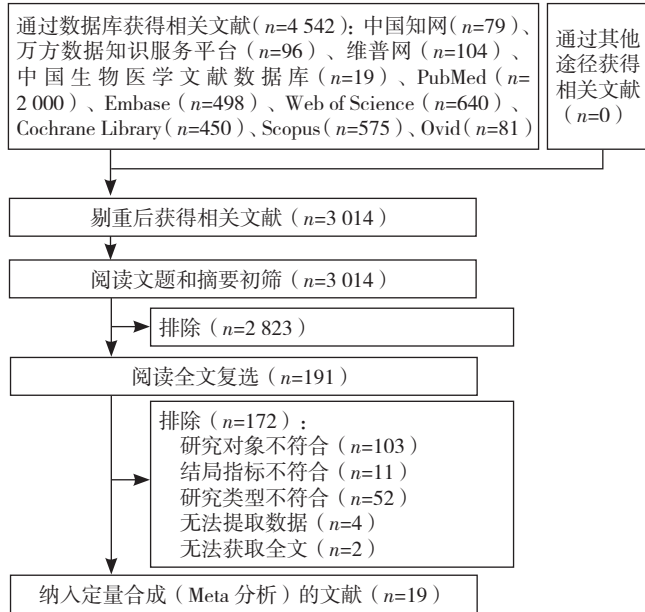 通过数据库获得相关文献(n=4 542)：中国知网(n=79)、
万方数据知识服务平台（n=96）、维普网（n=104）、
中国生物医学文献数据库（n=19）、PubMed（n=
2 000）、Embase（n=498）、Web of Science（n=640）、
Cochrane Library(n=450)、Scopus(n=575)、Ovid(n=81)
通过其他
途径获得
相关文献
（n=0）
剔重后获得相关文献（n=3 014）
阅读文题和摘要初筛（n=3 014）
排除（n=2 823）
阅读全文复选（n=191）
排除（n=172）：
研究对象不符合（n=103）
结局指标不符合（n=11）
研究类型不符合（n=52）
无法提取数据（n=4）
无法获取全文（n=2）
纳入定量合成（Meta 分析）的文献（n=19）